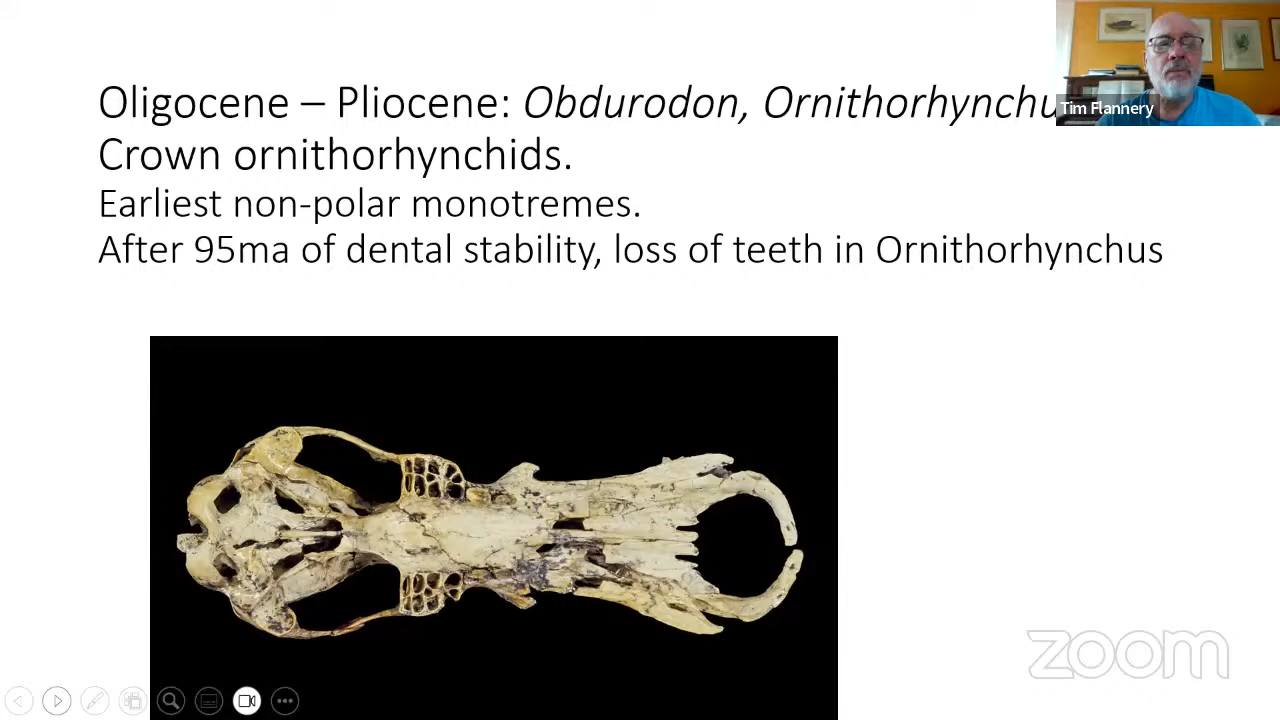 Oligocene – Pliocene: Obdurodon, Ornithorhynchu
Tim Flannery
Crown ornithorhynchids.
Earliest non-polar monotremes.
After 95ma of dental stability, loss of teeth in Ornithorhynchus
zoom